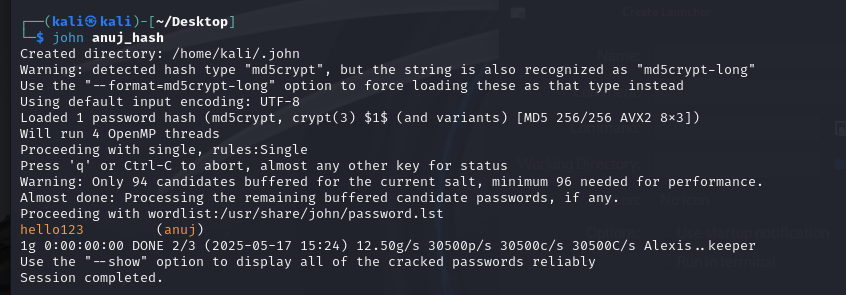 Create Launcher
┌──(kali㉿kali)-[~/Desktop]
└─$ john anuj_hash
Created directory: /home/kali/.john
Warning: detected hash type "md5crypt", but the string is also recognized as "md5crypt-long"
Use the "--format=md5crypt-long" option to force loading these as that type instead
Using default input encoding: UTF-8
Loaded 1 password hash (md5crypt, crypt(3) $1$ (and variants) [MD5 256/256 AVX2 8×3])
Will run 4 OpenMP threads
Proceeding with single, rules:Single
Press 'q' or Ctrl-C to abort, almost any other key for status
Warning: Only 94 candidates buffered for the current salt, minimum 96 needed for performance.
Almost done: Processing the remaining buffered candidate passwords, if any.
Proceeding with wordlist:/usr/share/john/password.lst
hello123         (anuj)
1g 0:00:00:00 DONE 2/3 (2025-05-17 15:24) 12.50g/s 30500p/s 30500c/s 30500C/s Alexis..keeper
Use the "--show" option to display all of the cracked passwords reliably
Session completed.